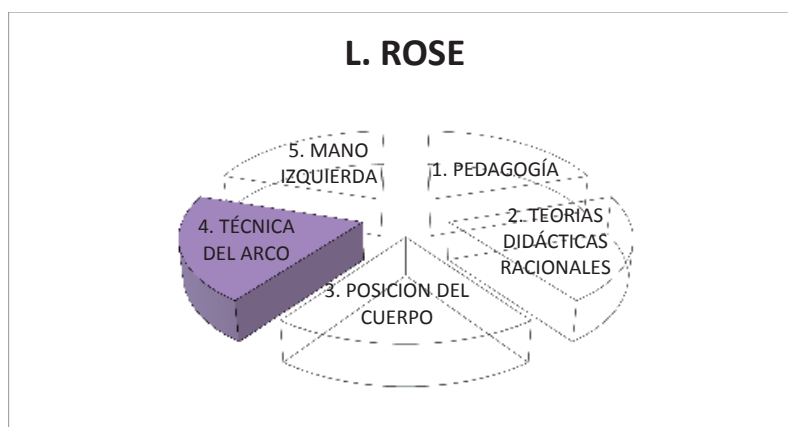 L. ROSE
5. MANO
IZQUIERDA
1. PEDAGOGÍA
4. TÉCNICA
DEL ARCO
2. TEORIAS
DIDÁCTICAS
RACIONALES
3. POSICION DEL
CUERPO